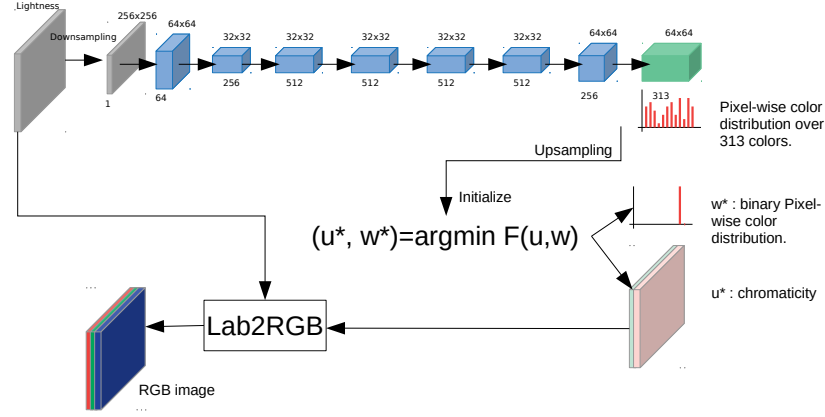 Lightness
Downsampling
256x256
1
64x64
64
32x32
256
32x32
512
32x32
512
32x32
512
32x32
512
64x64
256
64x64
313
Pixel-wise color
distribution over
313 colors.
Upsampling
Initialize
(u*, w*)=argmin F(u,w)
w* : binary Pixel-
wise color
distribution.
u* : chromaticity
Lab2RGB
RGB image